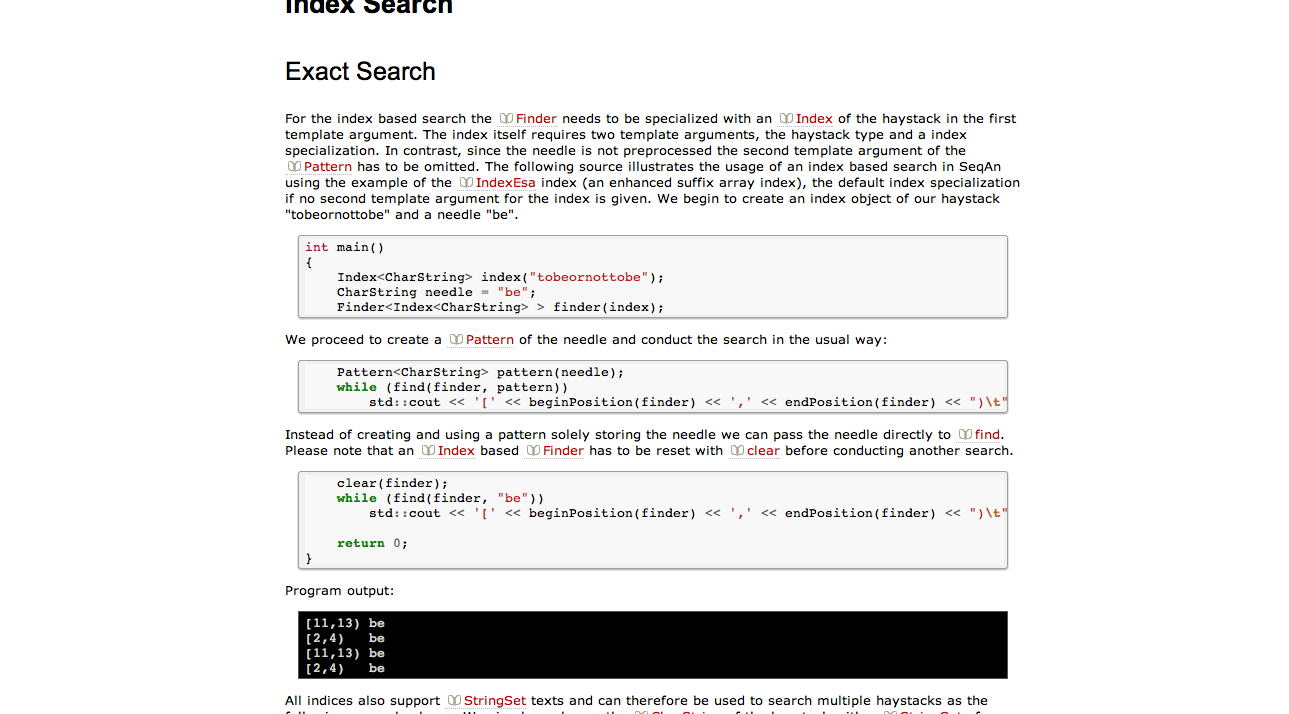 Index Search
Exact Search
For the index based search the Finder needs to be specialized with an Index of the haystack in the first
template argument. The index itself requires two template arguments, the haystack type and a index
specialization. In contrast, since the needle is not preprocessed the second template argument of the
Pattern has to be omitted. The following source illustrates the usage of an index based search in SeqAn
using the example of the IndexEsa index (an enhanced suffix array index), the default index specialization
if no second template argument for the index is given. We begin to create an index object of our haystack
"tobeornottobe" and a needle "be".
int main()
{
    Index<CharString> index("tobeornottobe");
    CharString needle = "be";
    Finder<Index<CharString> > finder(index);
We proceed to create a Pattern of the needle and conduct the search in the usual way:
    Pattern<CharString> pattern(needle);
    while (find(finder, pattern))
        std::cout << '[' << beginPosition(finder) << ',' << endPosition(finder) << ")\t"
Instead of creating and using a pattern solely storing the needle we can pass the needle directly to find.
Please note that an Index based Finder has to be reset with clear before conducting another search.
    clear(finder);
    while (find(finder, "be"))
        std::cout << '[' << beginPosition(finder) << ',' << endPosition(finder) << ")\t"
    return 0;
}
Program output:
[11,13) be
[2,4)   be
[11,13) be
[2,4)   be
All indices also support StringSet texts and can therefore be used to search multiple haystacks as the